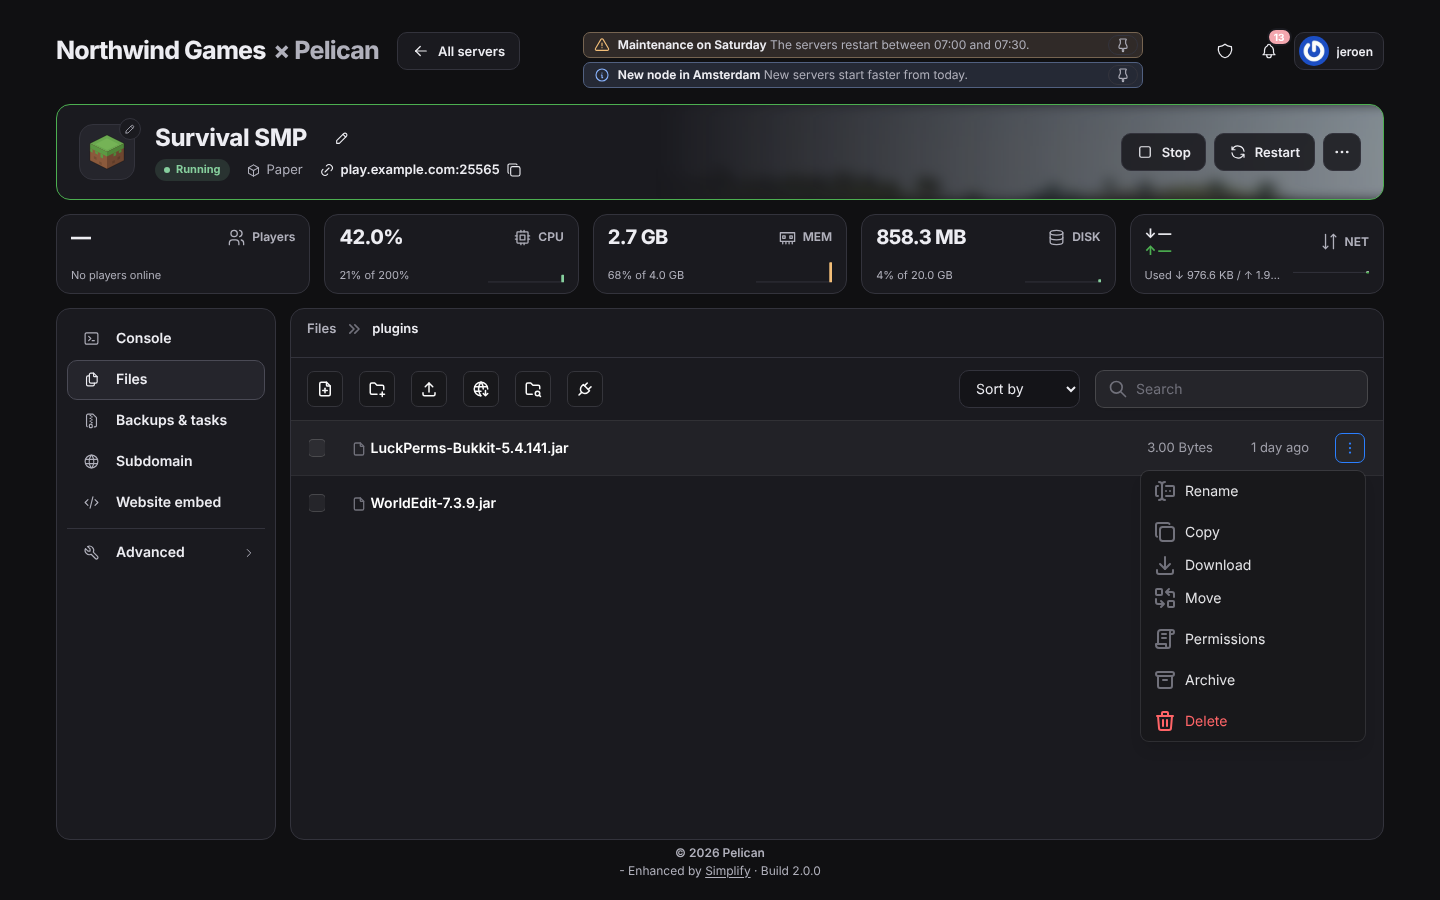 Northwind Games × Pelican
All servers
Maintenance on Saturday The servers restart between 07:00 and 07:30.
New node in Amsterdam New servers start faster from today.
13
jeroen
Survival SMP
Running
Paper
play.example.com:25565
Stop
Restart
—
Players
No players online
42.0%
CPU
21% of 200%
2.7 GB
MEM
68% of 4.0 GB
858.3 MB
DISK
4% of 20.0 GB
↓ —
↑ —
NET
Used ↓ 976.6 KB / ↑ 1.9...
Console
Files
Backups & tasks
Subdomain
Website embed
Advanced
Files
plugins
Sort by
Search
LuckPerms-Bukkit-5.4.141.jar
3.00 Bytes
1 day ago
WorldEdit-7.3.9.jar
Rename
Copy
Download
Move
Permissions
Archive
Delete
© 2026 Pelican
- Enhanced by Simplify · Build 2.0.0